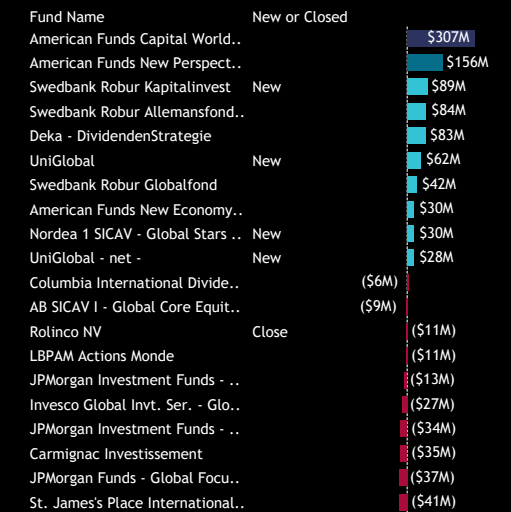 Fund Name New or Closed
American Funds Capital World.. $307M
American Funds New Perspect.. $156M
Swedbank Robur Kapitalinvest New $89M
Swedbank Robur Allemansfond.. $84M
Deka - DividendenStrategie $83M
UniGlobal New $62M
Swedbank Robur Globalfond $42M
American Funds New Economy.. $30M
Nordea 1 SICAV - Global Stars .. New $30M
UniGlobal - net - New $28M
Columbia International Divide.. ($6M)
AB SICAV I - Global Core Equit.. ($9M)
Rolinco NV Close ($11M)
LBPAM Actions Monde ($11M)
JPMorgan Investment Funds - .. ($13M)
Invesco Global Invt. Ser. - Glo.. ($27M)
JPMorgan Investment Funds - .. ($34M)
Carmignac Investissement ($35M)
JPMorgan Funds - Global Focu.. ($37M)
St. James's Place International.. ($41M)